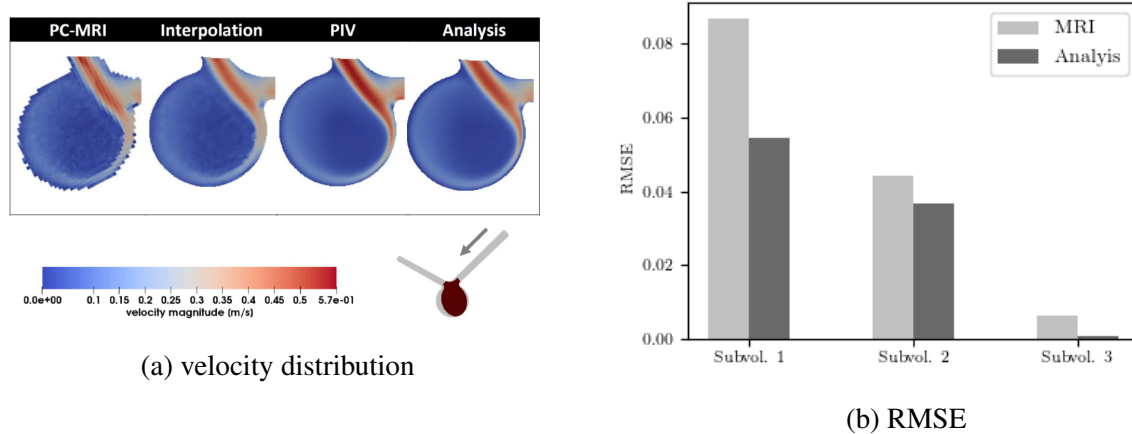 PC-MRI Interpolation PIV Analysis
0.0e+00 0.1 0.15 0.2 0.25 0.3 0.35 0.4 0.45 0.5 5.7e-01
velocity magnitude [m/s]
(a) velocity distribution
MRI
Analyis
RMSE
0.08
0.06
0.04
0.02
0.00
Subvol. 1 Subvol. 2 Subvol. 3
(b) RMSE